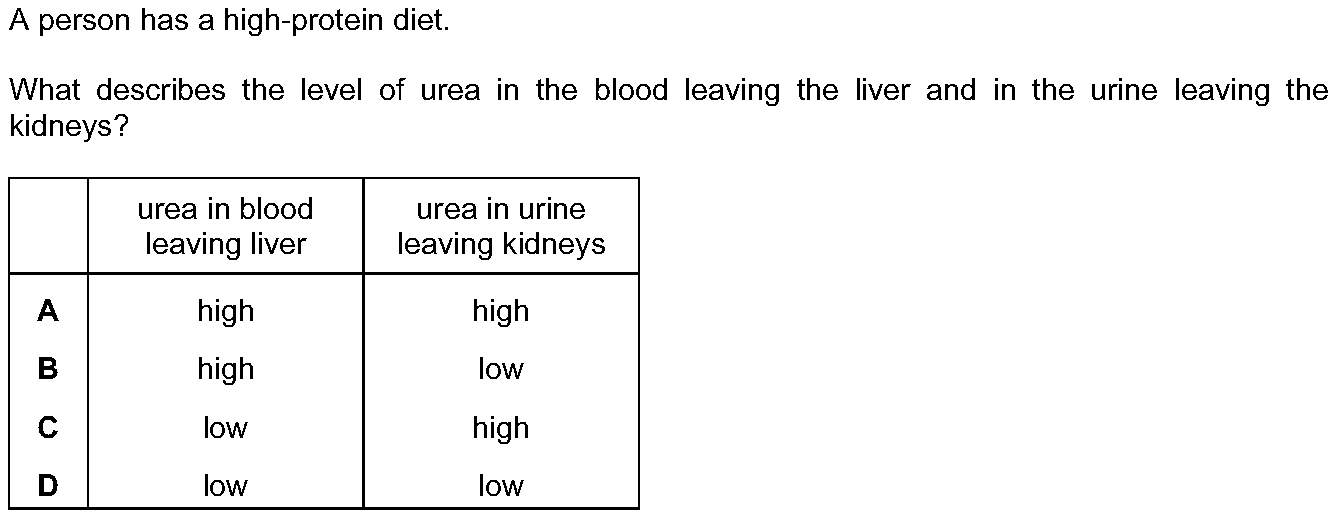 A person has a high-protein diet.
What describes the level of urea in the blood leaving the liver and in the urine leaving the
kidneys?
urea in blood leaving liver urea in urine leaving kidneys
A high high
B high low
C low high
D low low